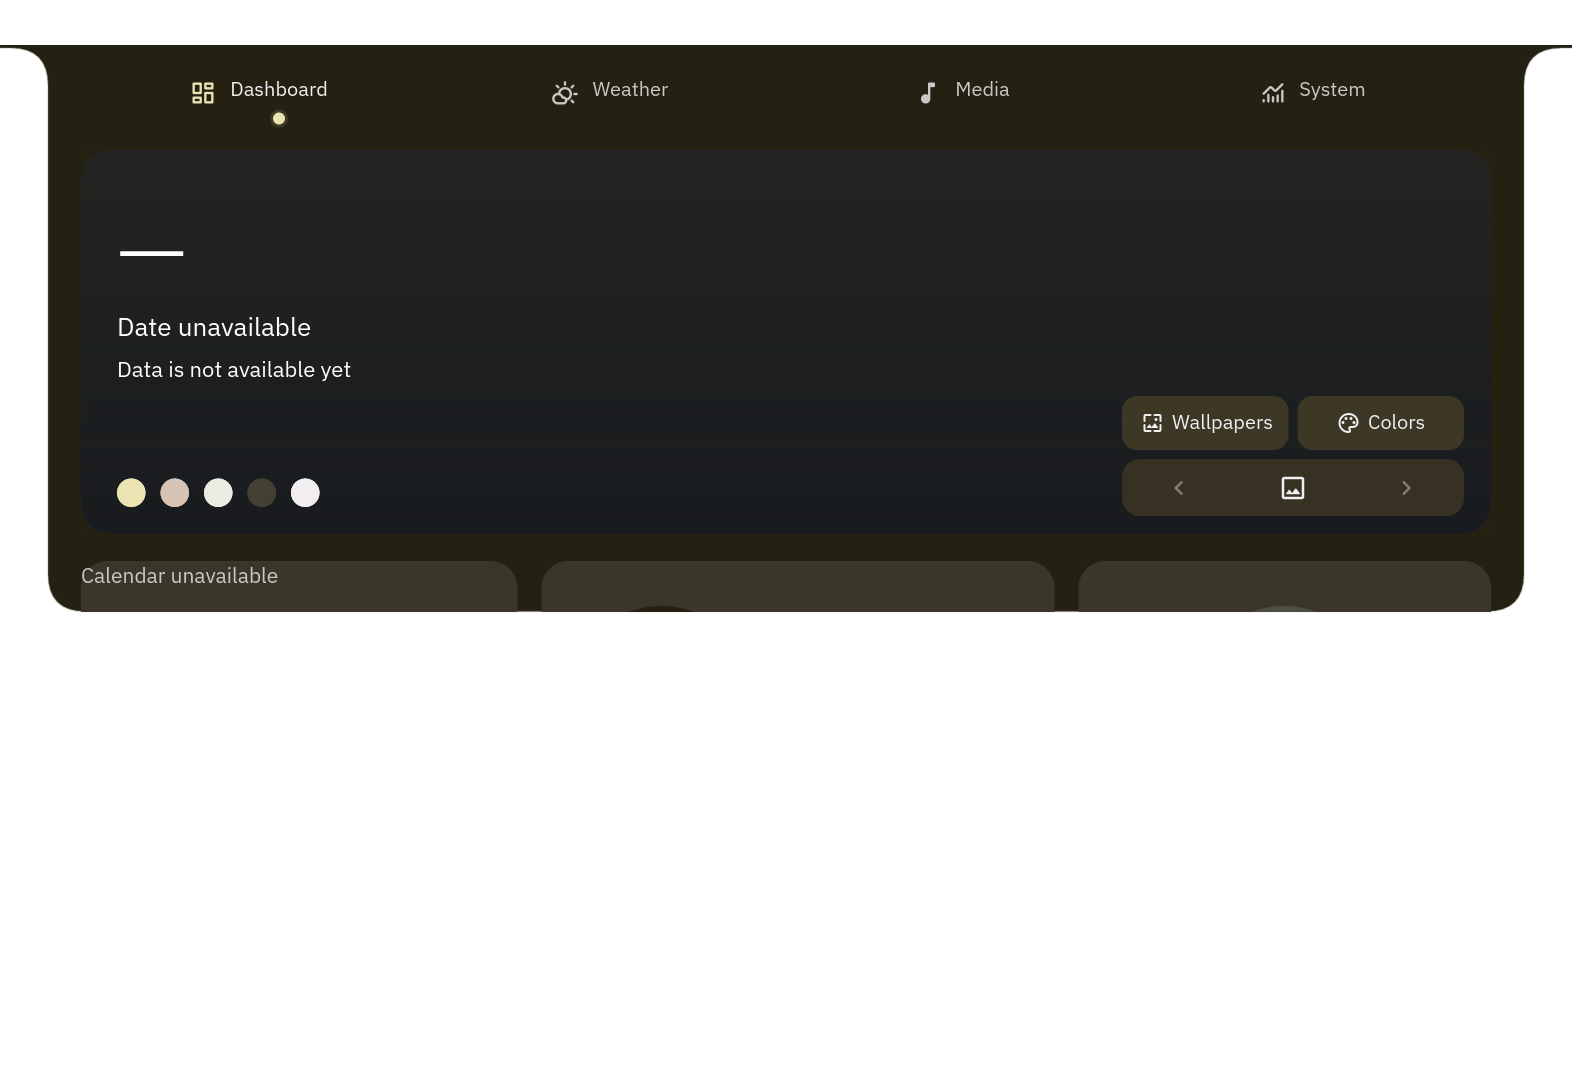 Dashboard
Weather
Media
System
—
Date unavailable
Data is not available yet
Wallpapers
Colors
Calendar unavailable